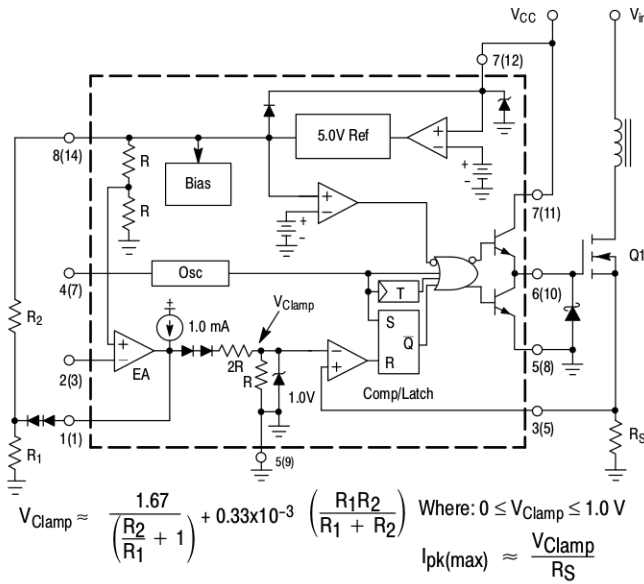 VCC
Vin
7(12)
5.0V Ref
+
−
+
−
8(14)
R
Bias
R
+
−
+
−
7(11)
Q1
4(7)
Osc
6(10)
T
VClamp
+
1.0 mA
S
Q
R
R2
+
−
EA
2R
R
1.0V
−
+
Comp/Latch
5(8)
2(3)
1(1)
3(5)
R1
5(9)
RS
VClamp ≈ 1.67 / (R2/R1 + 1) + 0.33x10−3 (R1R2 / R1 + R2) Where: 0 ≤ VClamp ≤ 1.0 V
Ipk(max) ≈ VClamp / RS